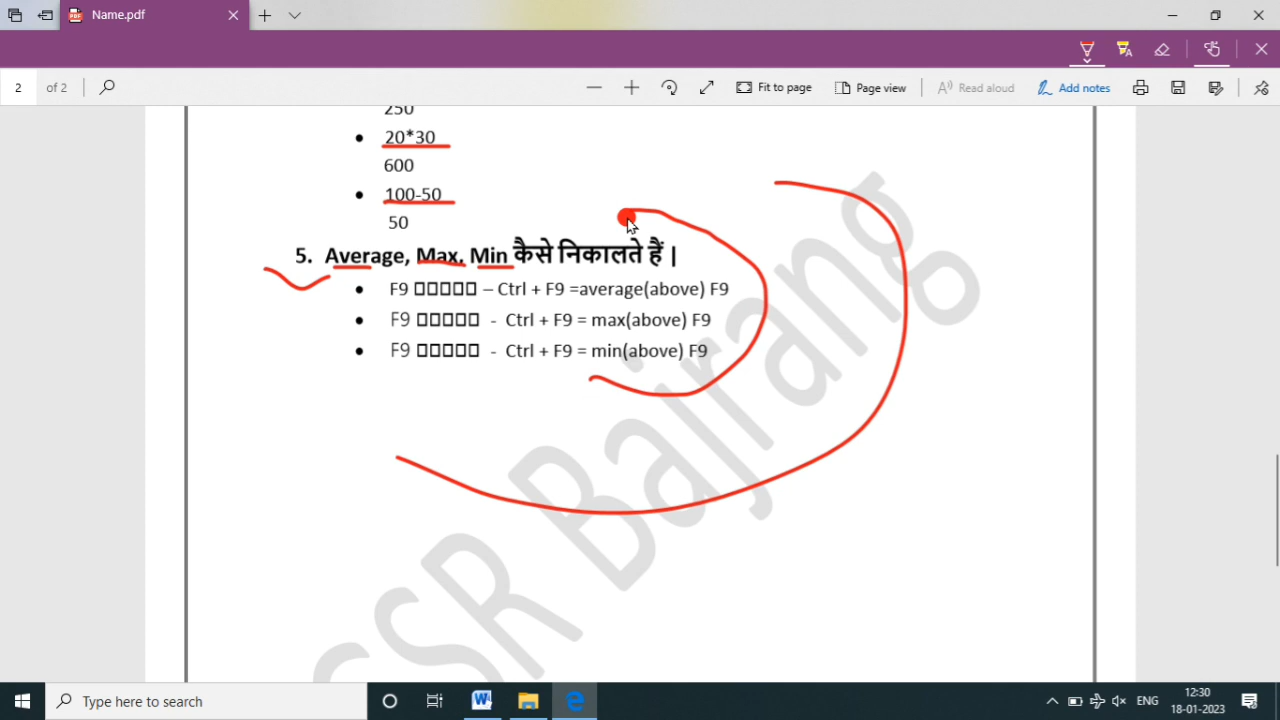 Name.pdf
2 of 2 Fit to page Page view Read aloud Add notes
250
• 20*30
600
• 100-50
50
5. Average, Max, Min कैसे निकालते हैं |
• F9 □□□□□ – Ctrl + F9 =average(above) F9
• F9 □□□□□ - Ctrl + F9 = max(above) F9
• F9 □□□□□ - Ctrl + F9 = min(above) F9
CSR Bajrang
Type here to search
ENG
12:30
18-01-2023